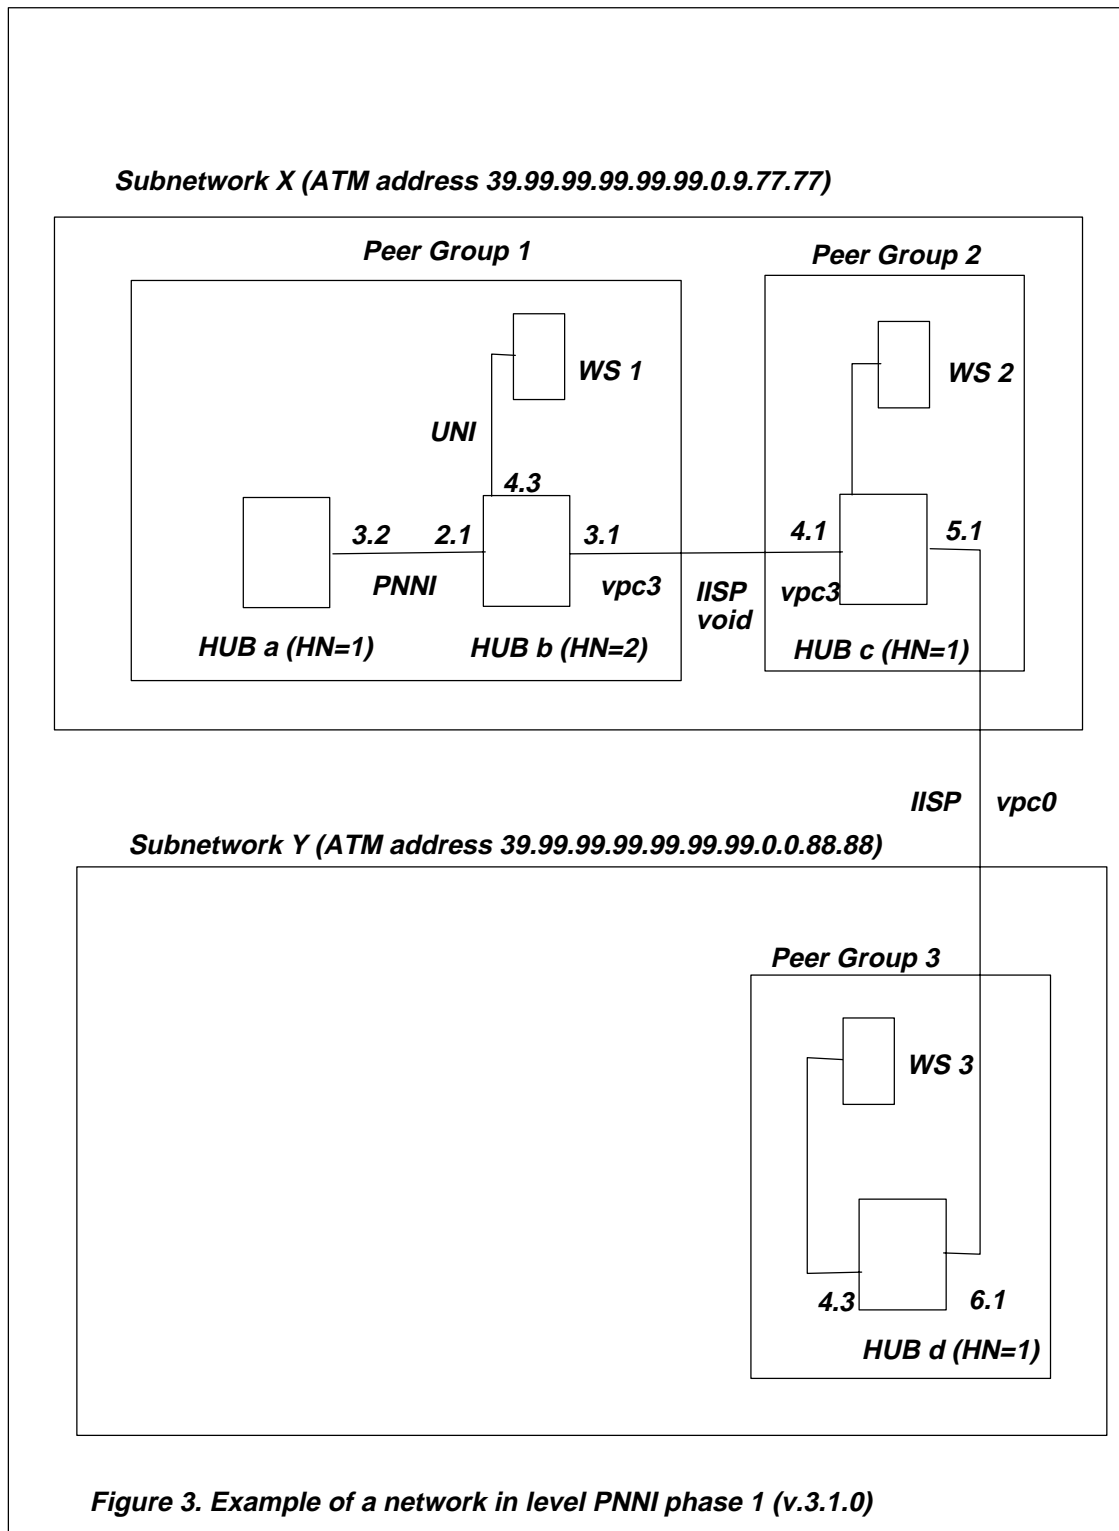 Subnetwork X (ATM address 39.99.99.99.99.99.0.9.77.77)
Peer Group 1
Peer Group 2
WS 1
WS 2
UNI
4.3
3.2
2.1
3.1
4.1
5.1
PNNI
vpc3
IISP
void
vpc3
HUB a (HN=1)
HUB b (HN=2)
HUB c (HN=1)
IISP
vpc0
Subnetwork Y (ATM address 39.99.99.99.99.99.99.0.0.88.88)
Peer Group 3
WS 3
4.3
6.1
HUB d (HN=1)
Figure 3. Example of a network in level PNNI phase 1 (v.3.1.0)